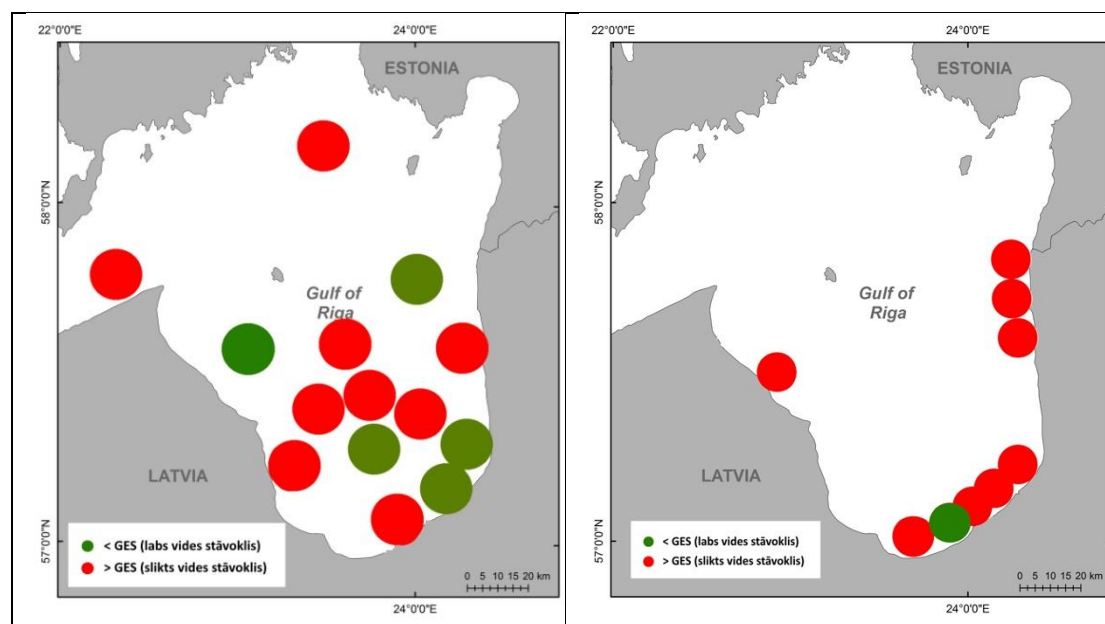 22°0'0"E
24°0'0"E
ESTONIA
58°0'0"N
Gulf of
Riga
LATVIA
57°0'0"N
< GES (labs vides stāvoklis)
> GES (slikts vides stāvoklis)
0 5 10 15 20 km
24°0'0"E
22°0'0"E
24°0'0"E
ESTONIA
58°0'0"N
Gulf of
Riga
LATVIA
57°0'0"N
< GES (labs vides stāvoklis)
> GES (slikts vides stāvoklis)
0 5 10 15 20 km
24°0'0"E